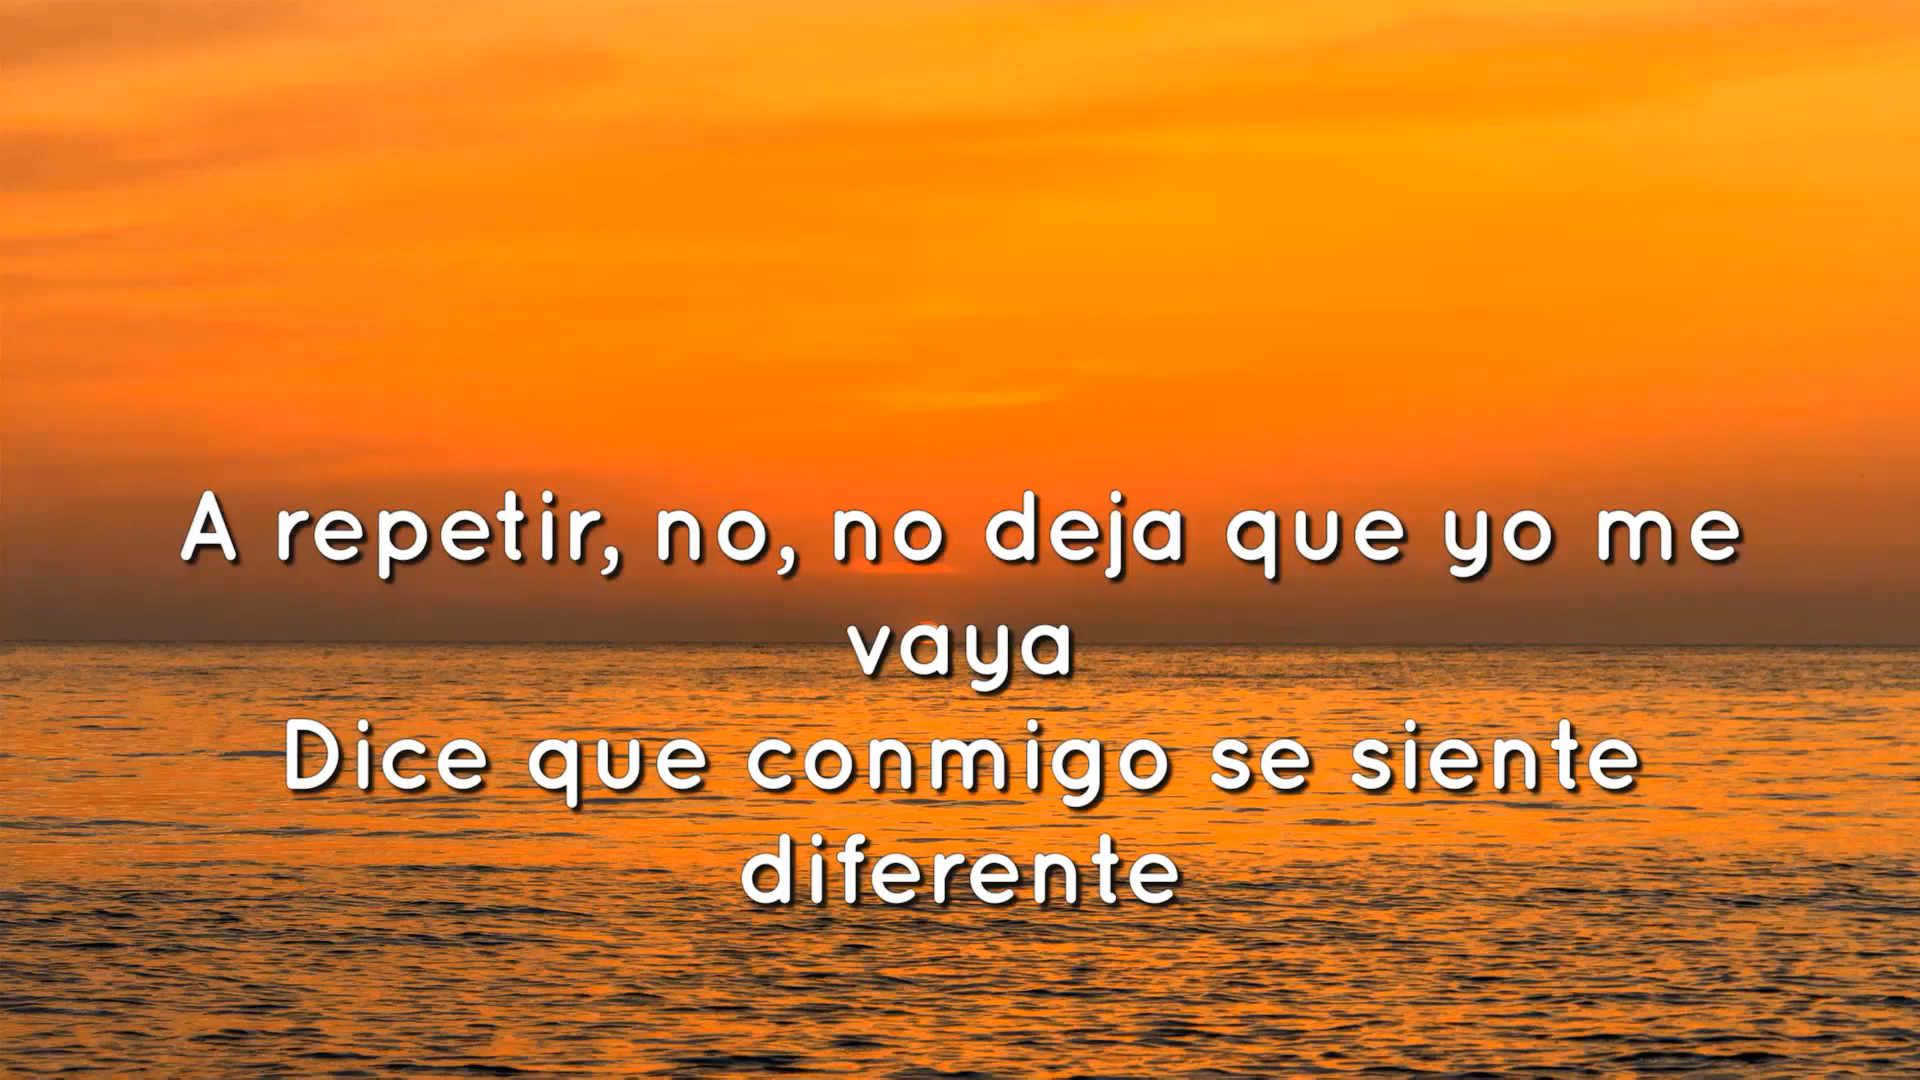 A repetir, no, no deja que yo me
vaya
Dice que conmigo se siente
diferente